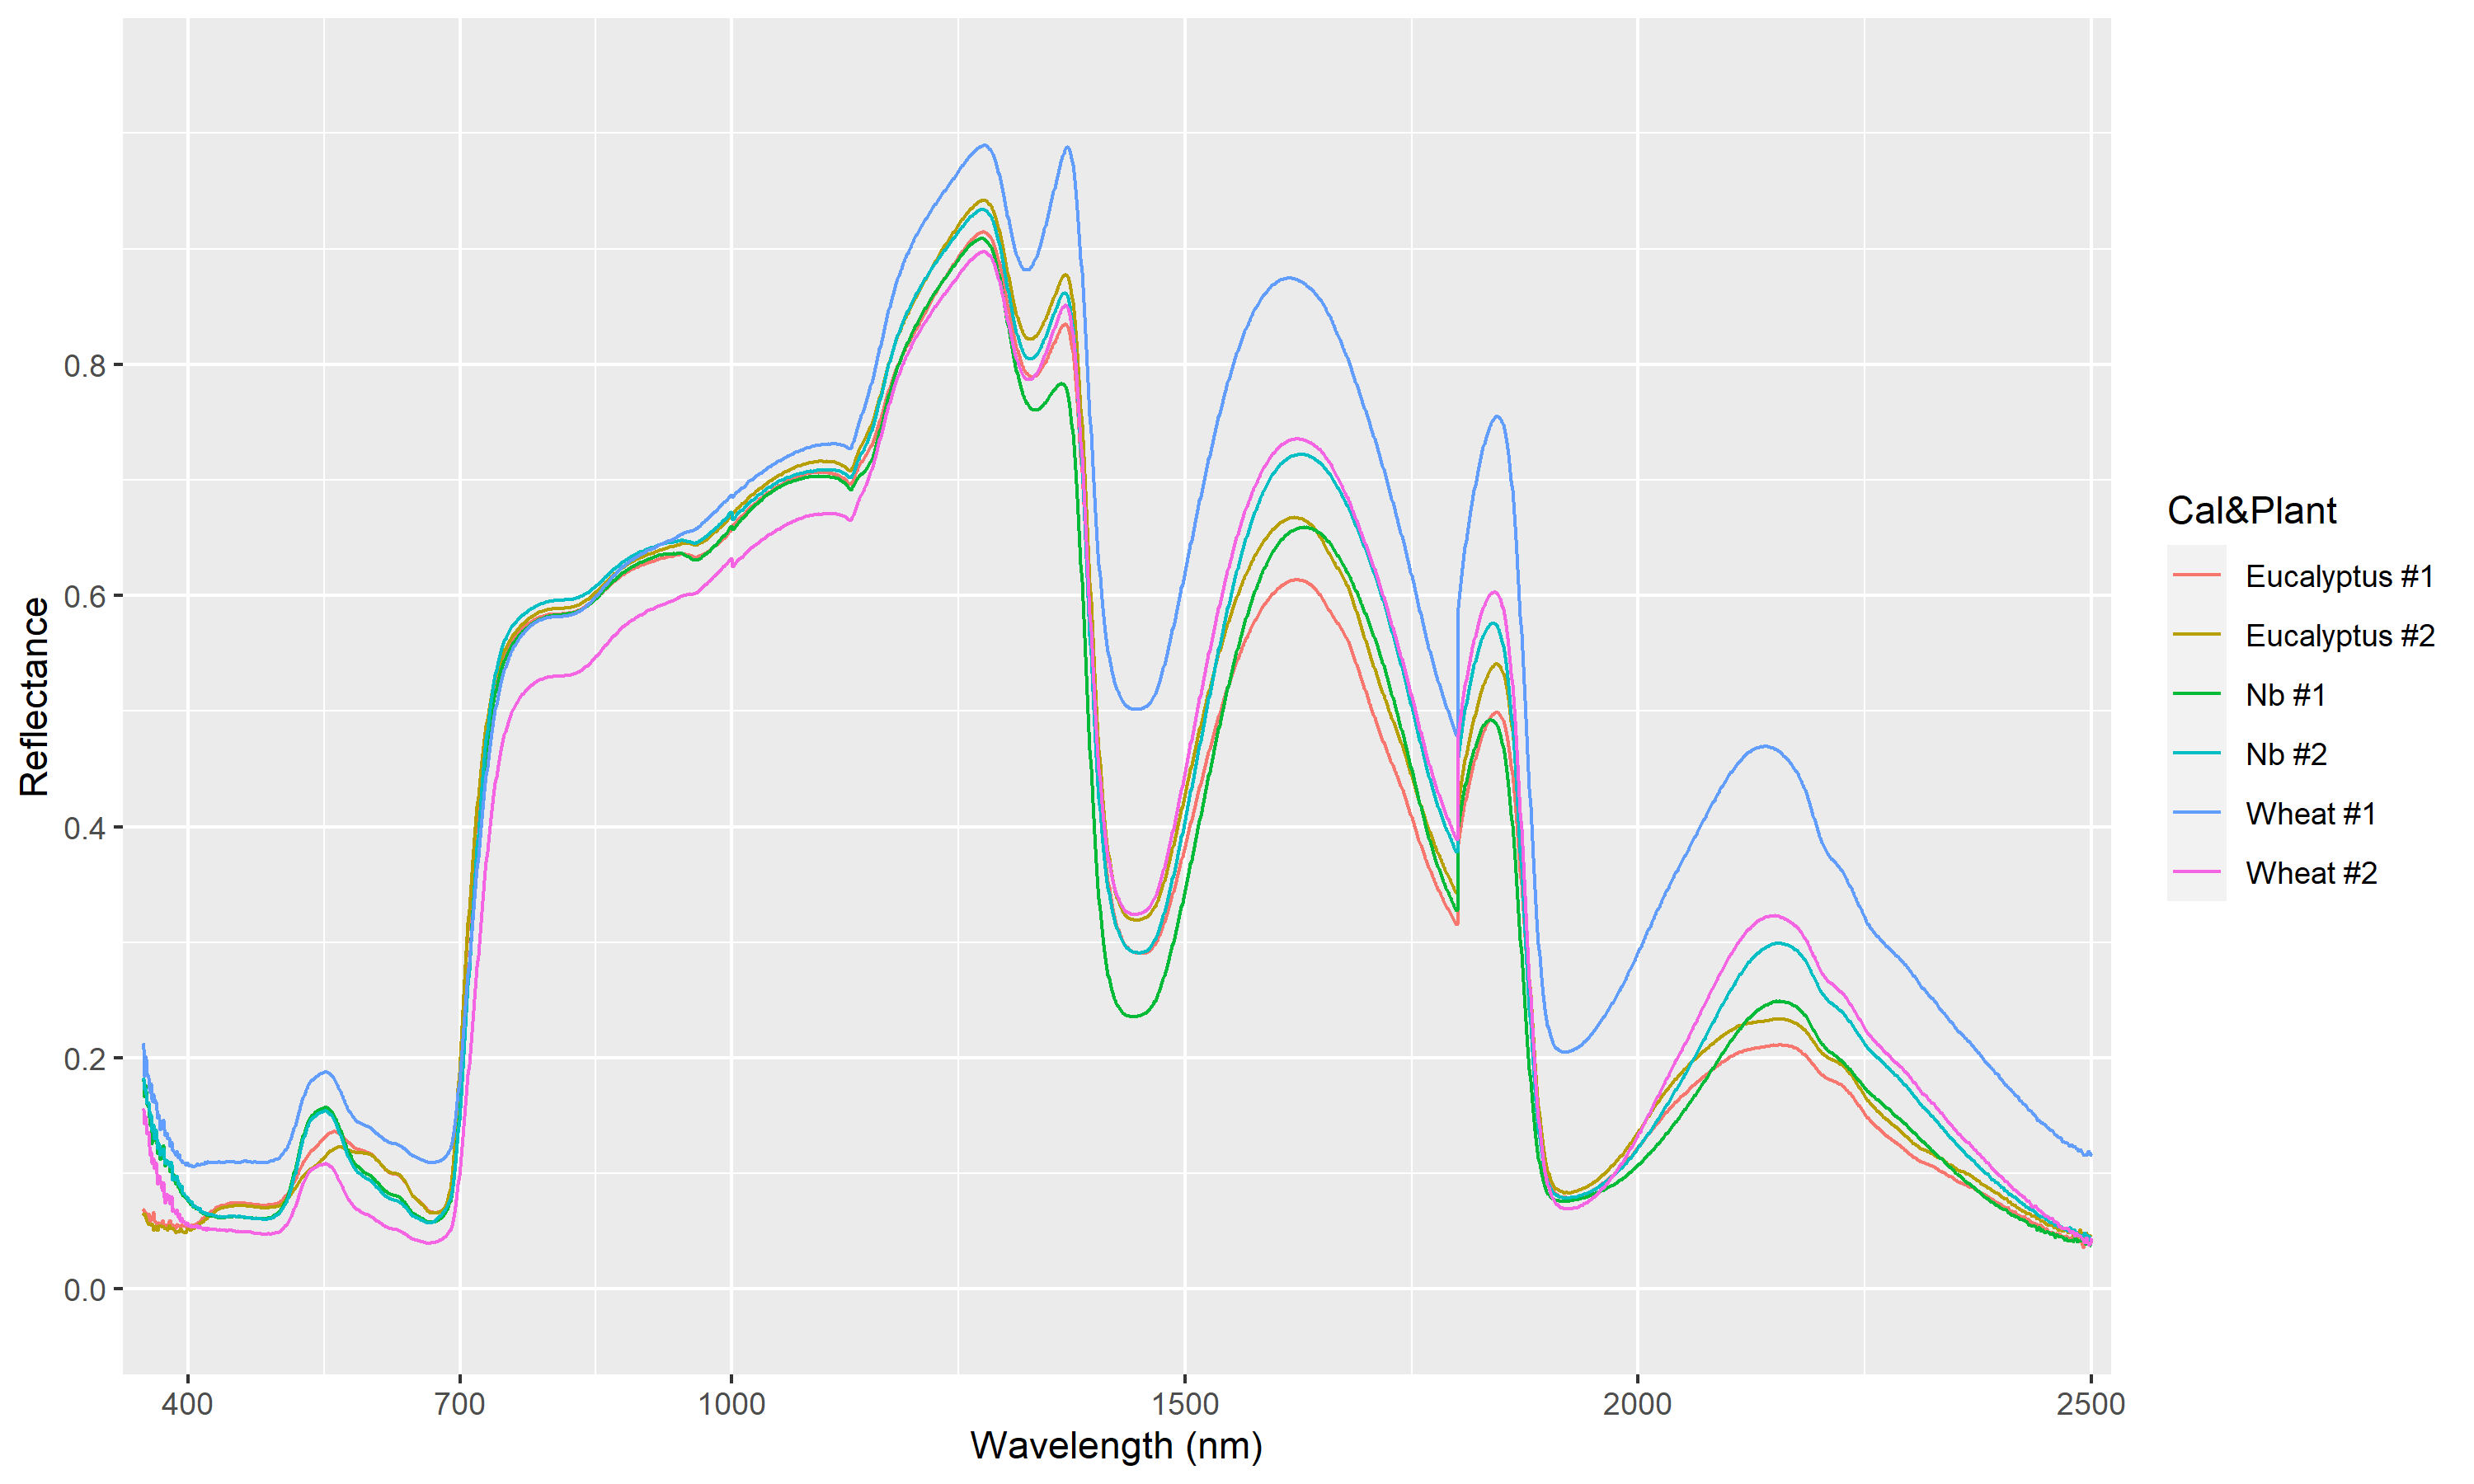 Reflectance
0.8
0.6
0.4
0.2
0.0
400 700 1000 1500 2000 2500
Wavelength (nm)
Cal&Plant
Eucalyptus #1
Eucalyptus #2
Nb #1
Nb #2
Wheat #1
Wheat #2